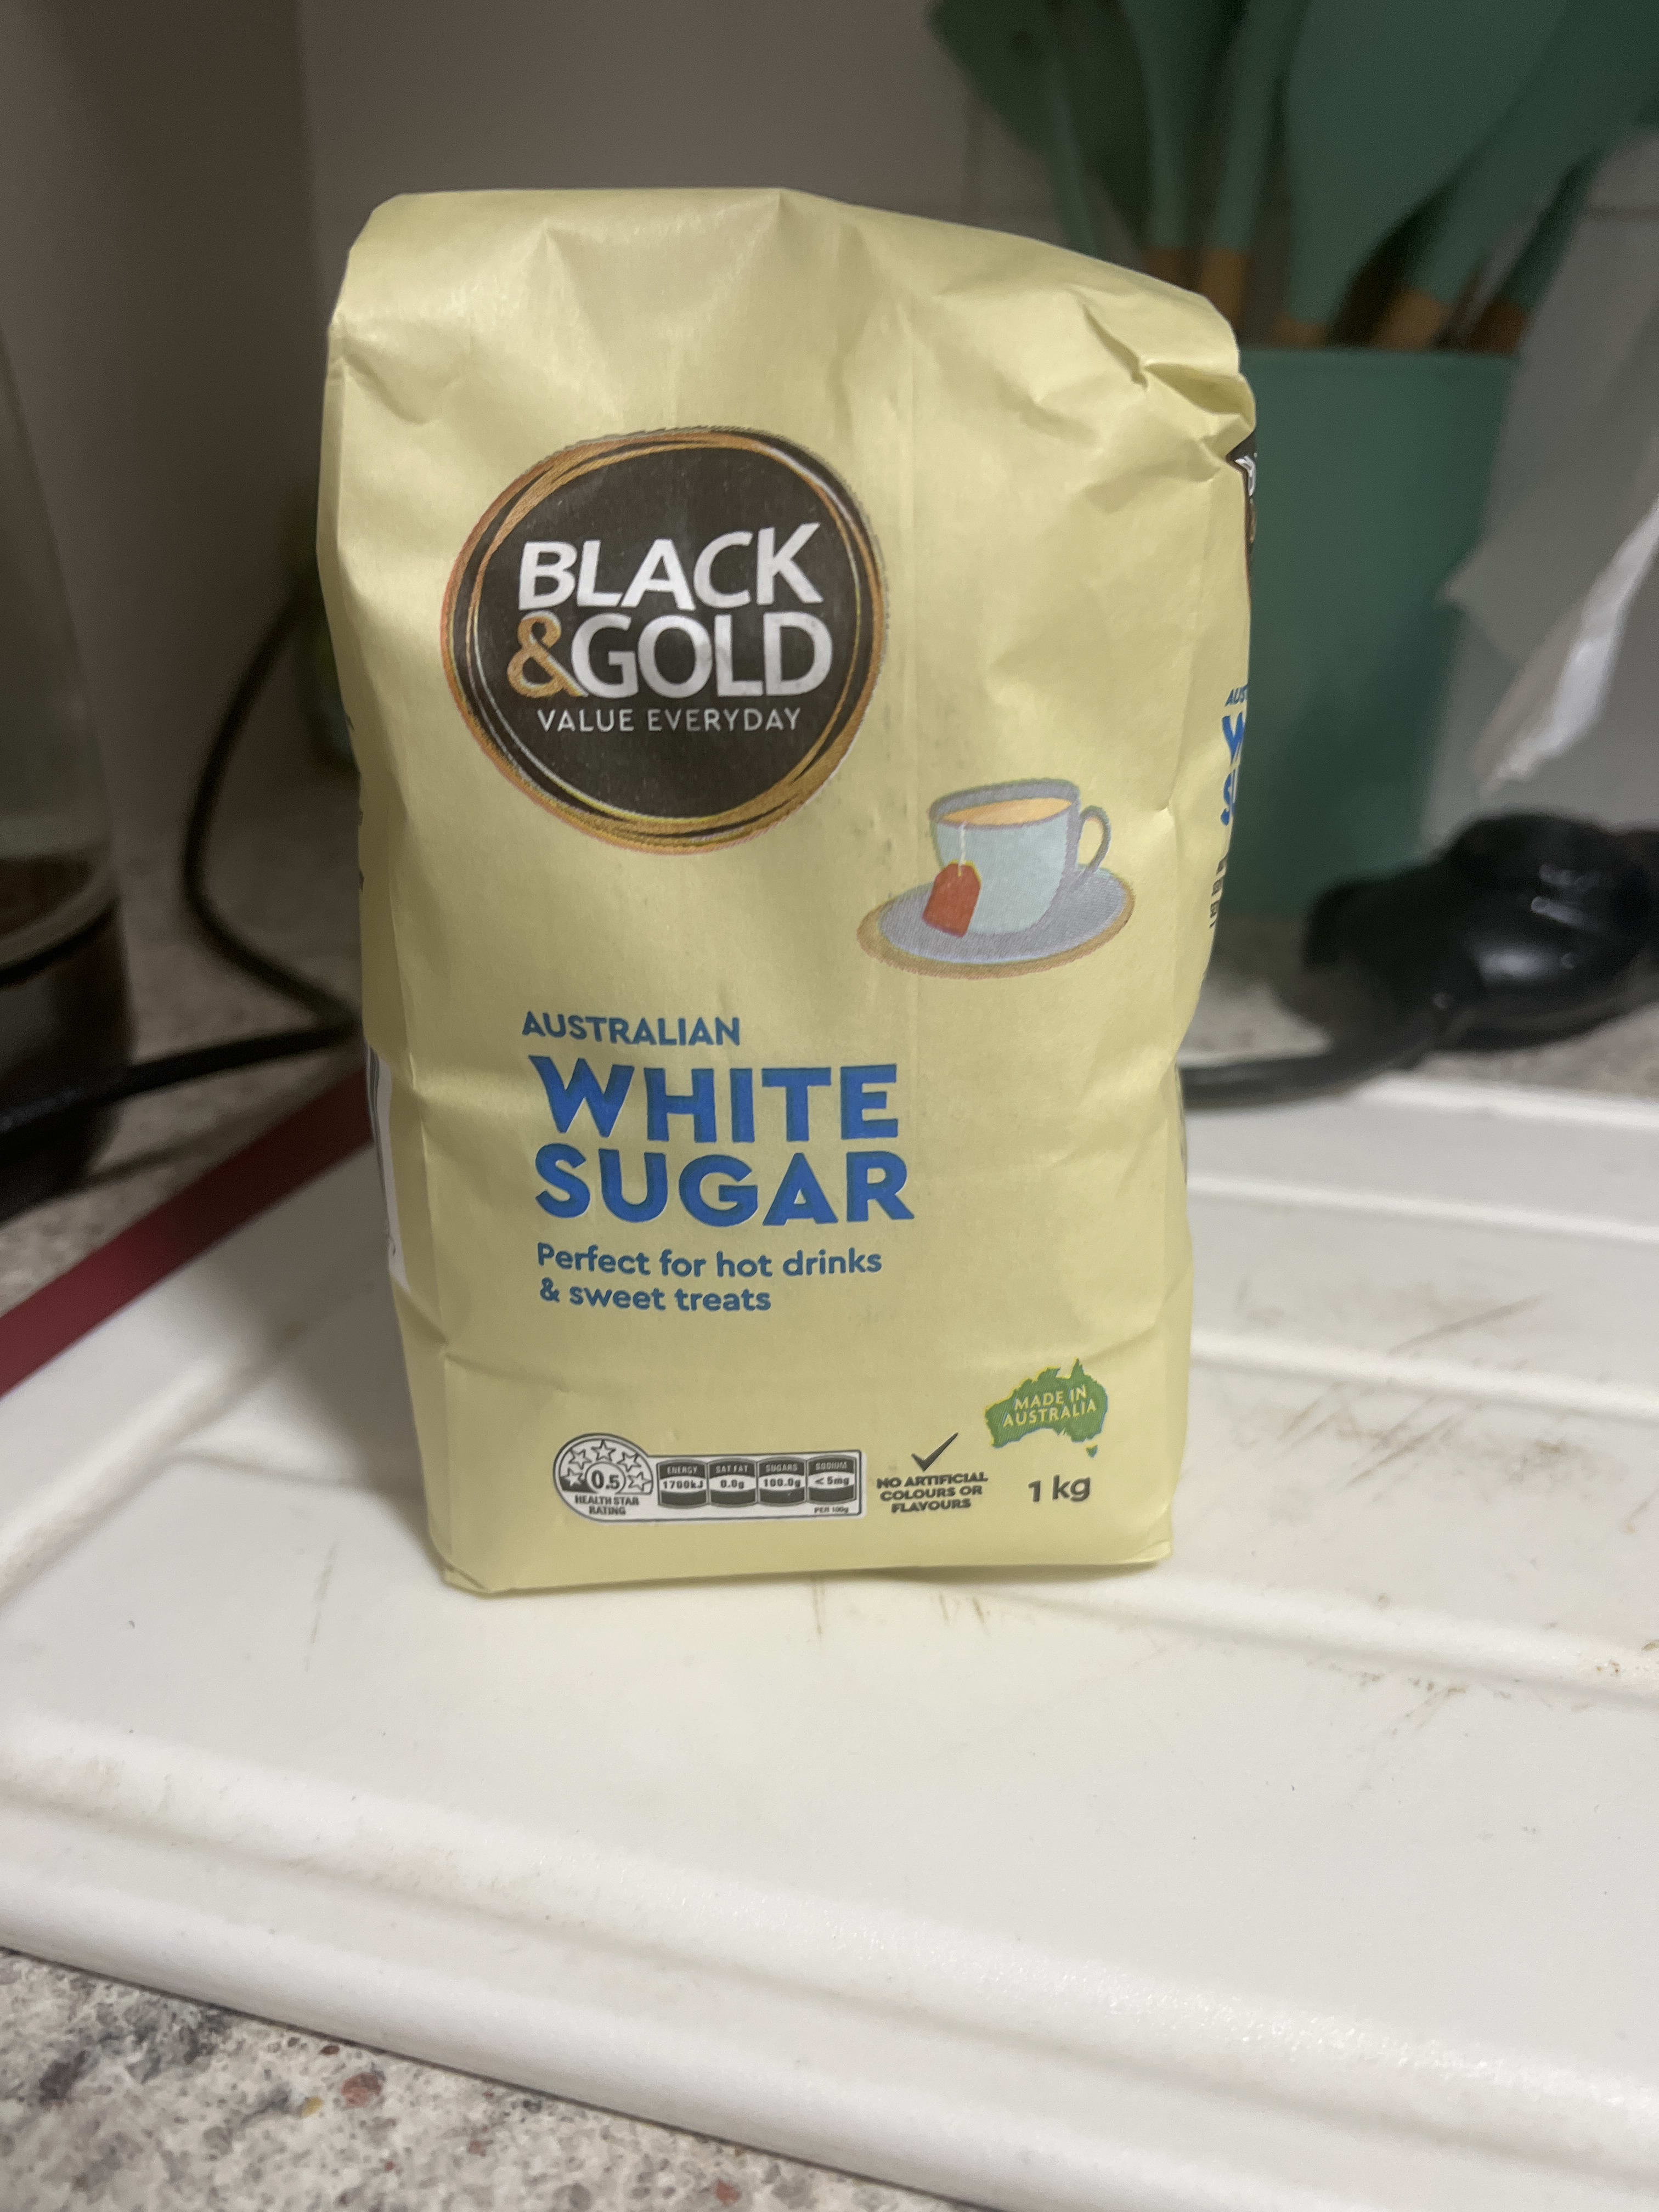 BLACK
&GOLD
VALUE EVERYDAY
AUSTRALIAN
WHITE
SUGAR
Perfect for hot drinks
& sweet treats
MADE IN
AUSTRALIA
0.5
HEALTH STAR
RATING
ENERGY
1700kJ
SAT FAT
0.0g
SUGARS
100.0g
SODIUM
<5mg
PER 100g
NO ARTIFICIAL
COLOURS OR
FLAVOURS
1 kg